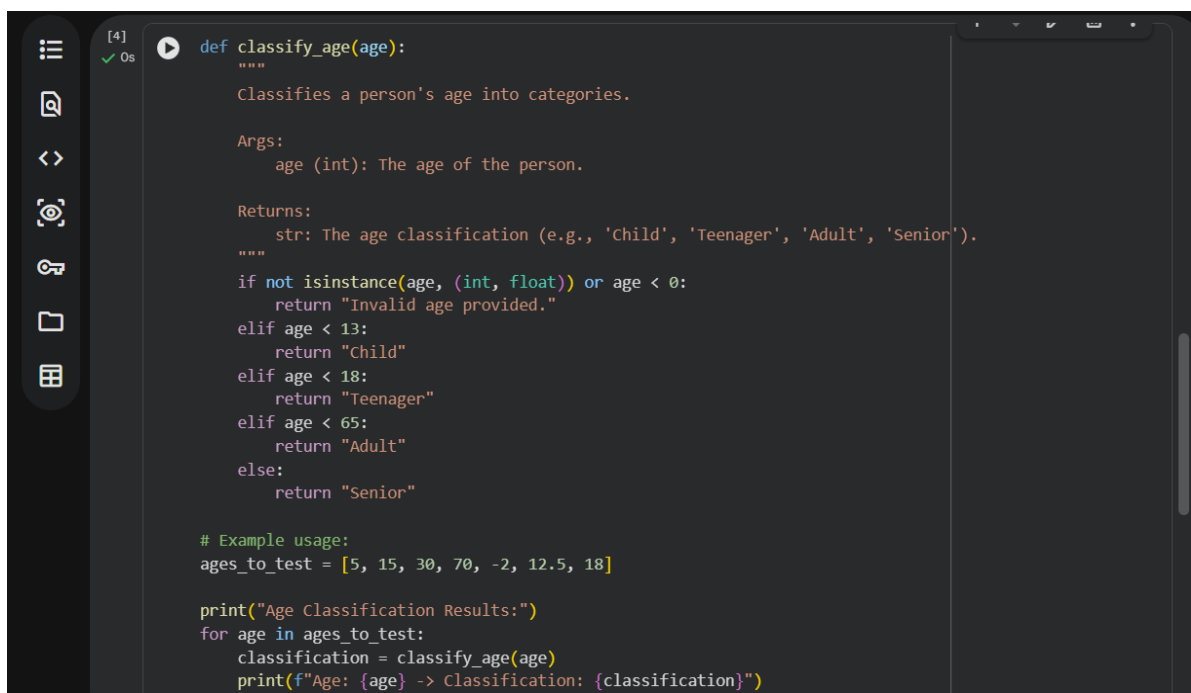 [4]
0s
def classify_age(age):
"""
Classifies a person's age into categories.
Args:
age (int): The age of the person.
Returns:
str: The age classification (e.g., 'Child', 'Teenager', 'Adult', 'Senior').
"""
if not isinstance(age, (int, float)) or age < 0:
return "Invalid age provided."
elif age < 13:
return "Child"
elif age < 18:
return "Teenager"
elif age < 65:
return "Adult"
else:
return "Senior"
# Example usage:
ages_to_test = [5, 15, 30, 70, -2, 12.5, 18]
print("Age Classification Results:")
for age in ages_to_test:
classification = classify_age(age)
print(f"Age: {age} -> Classification: {classification}")